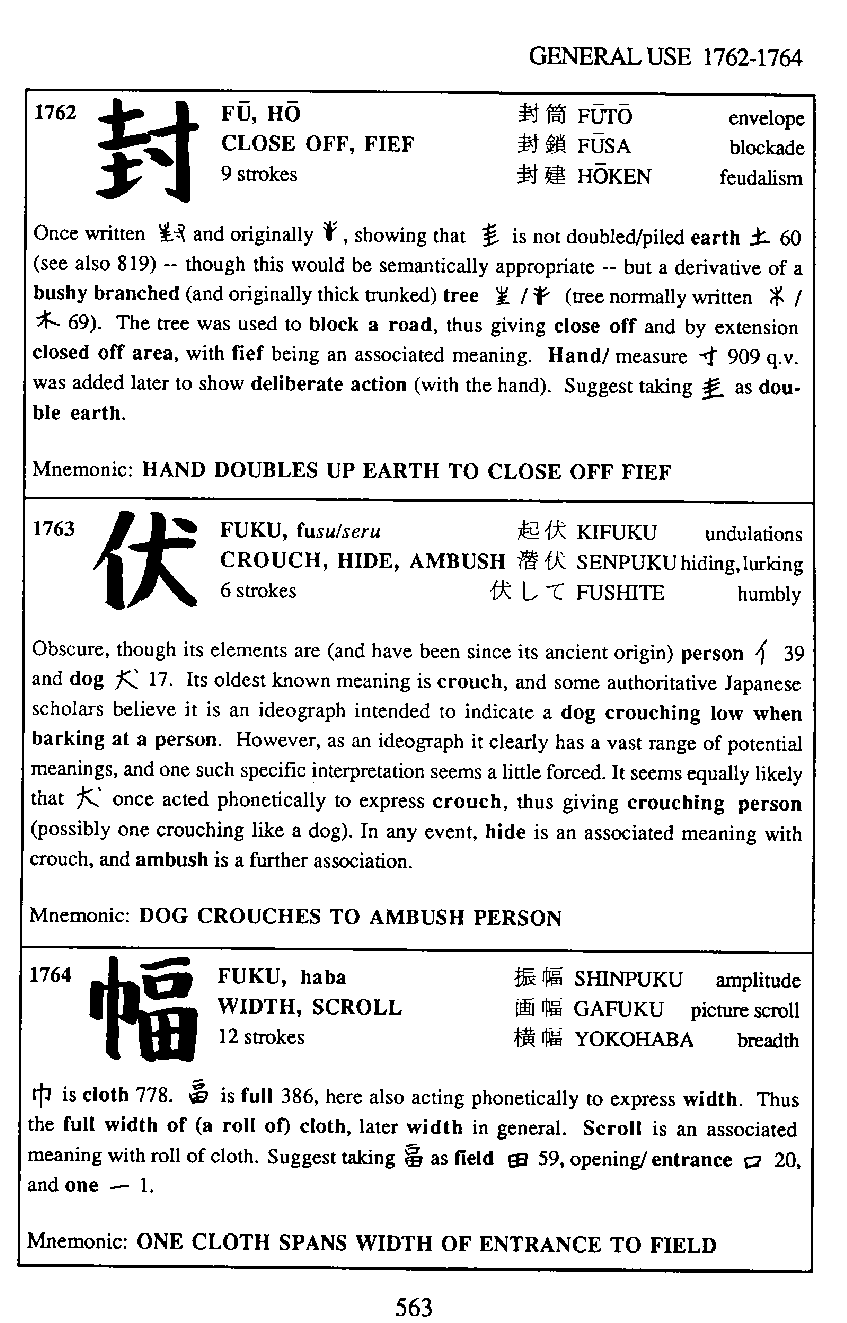 GENERAL USE 1762-1764
1762 封 FŪ, HŌ 封筒 FŪTŌ envelope
CLOSE OFF, FIEF 封鎖 FŪSA blockade
9 strokes 封建 HŌKEN feudalism
Once written and originally , showing that 圭 is not doubled/piled earth 土 60
(see also 819) -- though this would be semantically appropriate -- but a derivative of a
bushy branched (and originally thick trunked) tree / (tree normally written /
木 69). The tree was used to block a road, thus giving close off and by extension
closed off area, with fief being an associated meaning. Hand/ measure 寸 909 q.v.
was added later to show deliberate action (with the hand). Suggest taking 圭 as dou-
ble earth.
Mnemonic: HAND DOUBLES UP EARTH TO CLOSE OFF FIEF
1763 伏 FUKU, fusu/seru 起伏 KIFUKU undulations
CROUCH, HIDE, AMBUSH 潜伏 SENPUKU hiding,lurking
6 strokes 伏して FUSHITE humbly
Obscure, though its elements are (and have been since its ancient origin) person 亻 39
and dog 犬 17. Its oldest known meaning is crouch, and some authoritative Japanese
scholars believe it is an ideograph intended to indicate a dog crouching low when
barking at a person. However, as an ideograph it clearly has a vast range of potential
meanings, and one such specific interpretation seems a little forced. It seems equally likely
that 犬 once acted phonetically to express crouch, thus giving crouching person
(possibly one crouching like a dog). In any event, hide is an associated meaning with
crouch, and ambush is a further association.
Mnemonic: DOG CROUCHES TO AMBUSH PERSON
1764 幅 FUKU, haba 振幅 SHINPUKU amplitude
WIDTH, SCROLL 画幅 GAFUKU picture scroll
12 strokes 横幅 YOKOHABA breadth
巾 is cloth 778. 畐 is full 386, here also acting phonetically to express width. Thus
the full width of (a roll of) cloth, later width in general. Scroll is an associated
meaning with roll of cloth. Suggest taking 畐 as field 田 59, opening/ entrance 口 20,
and one 一 1.
Mnemonic: ONE CLOTH SPANS WIDTH OF ENTRANCE TO FIELD
563